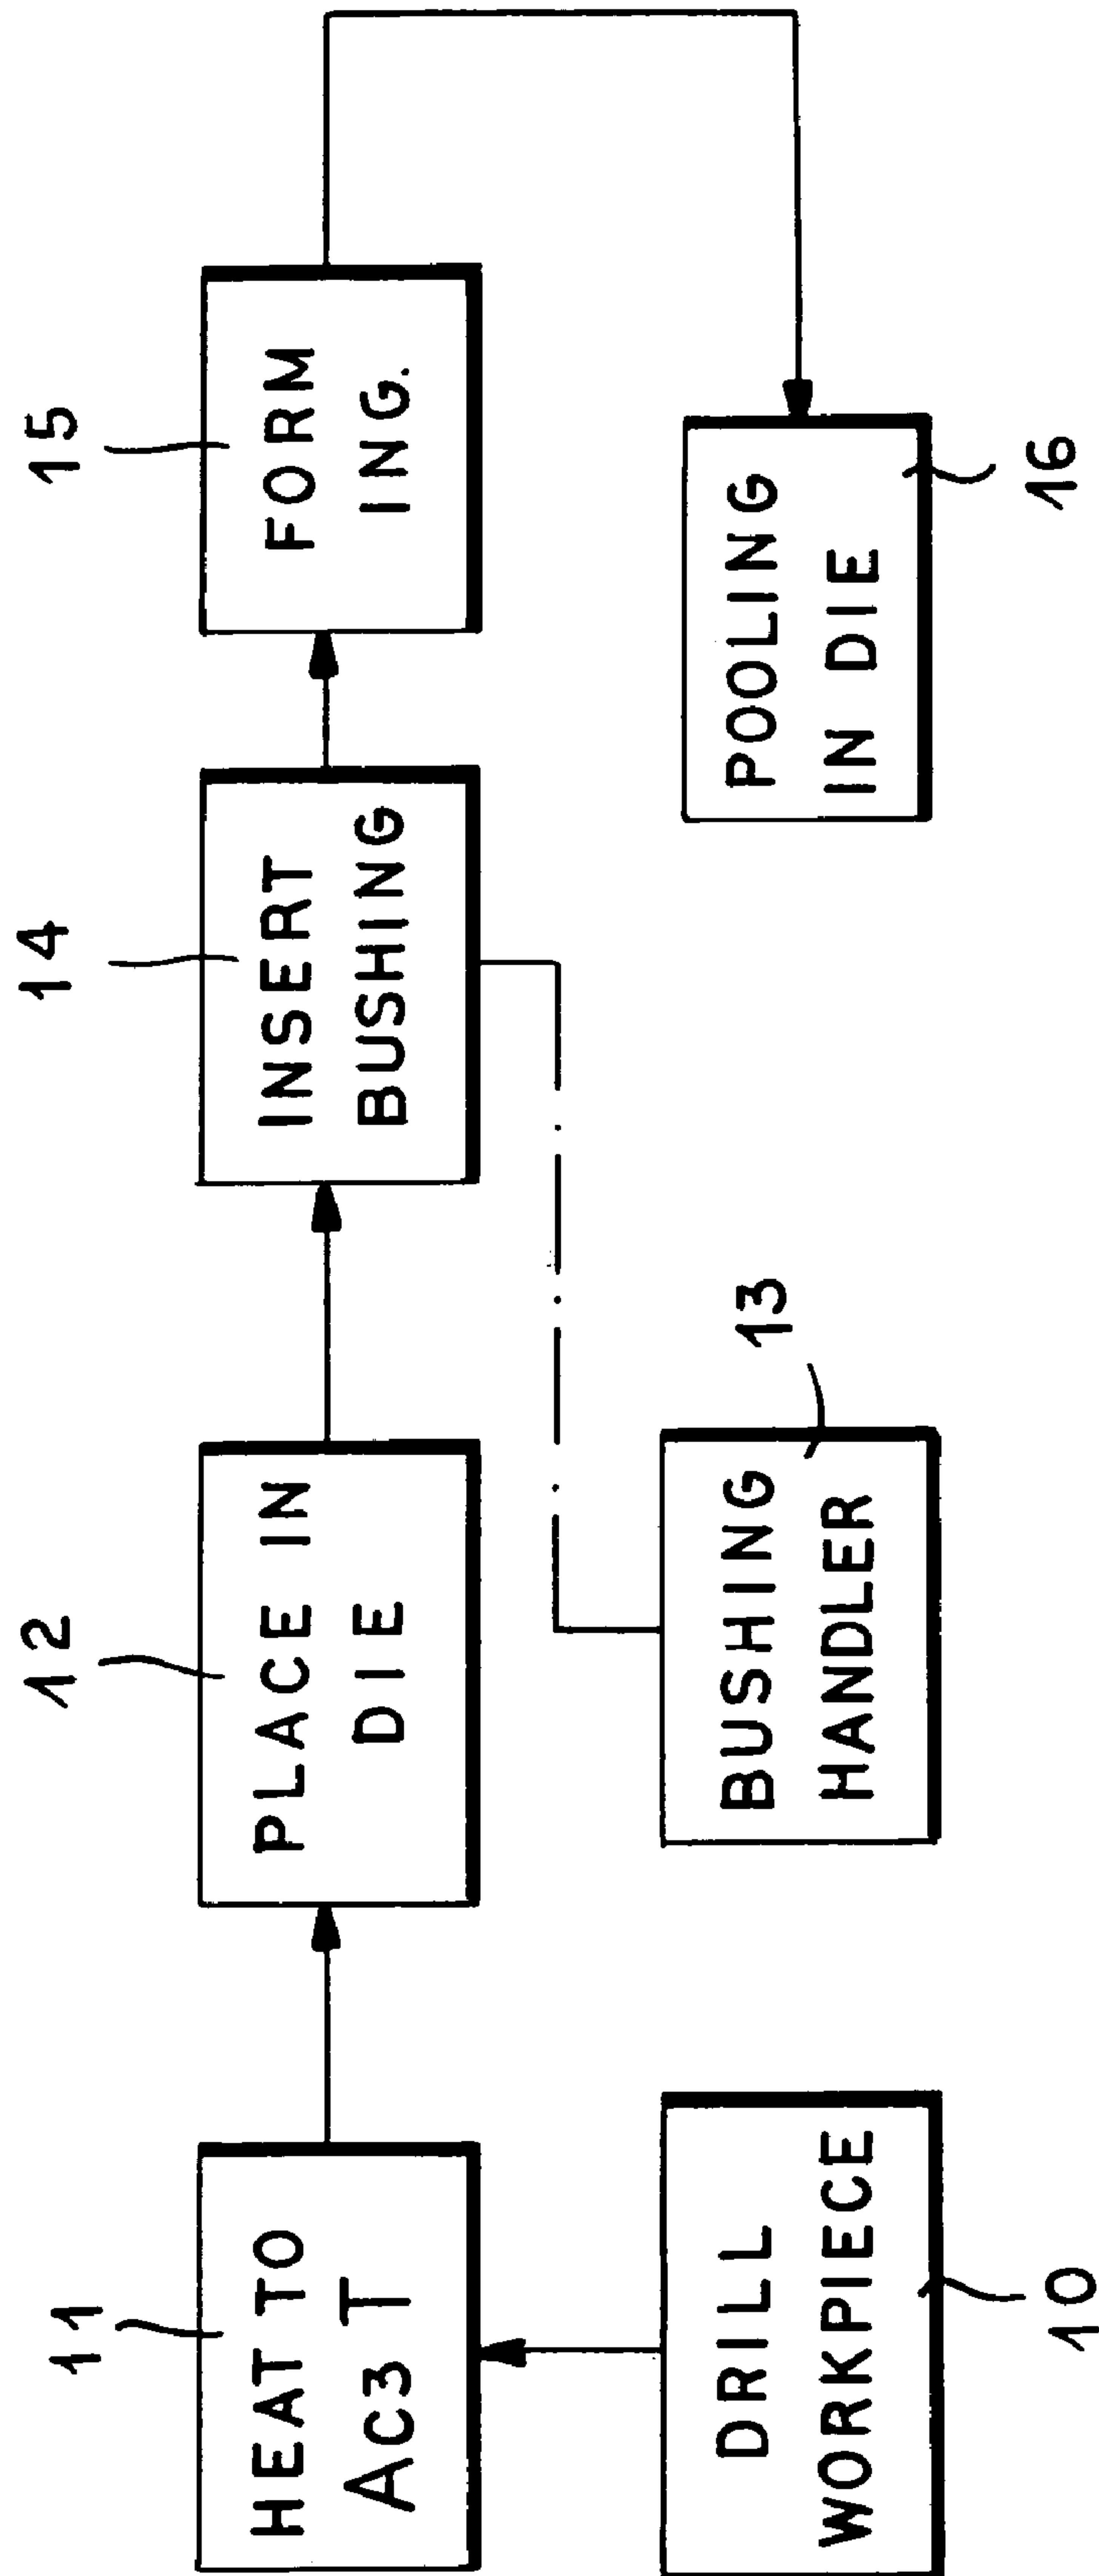 11
HEAT TO
Ac3 T
12
PLACE IN
DIE
14
INSERT
BUSHING
15
FORM
ING.
DRILL
WORKPIECE
10
13
BUSHING
HANDLER
POOLING
IN DIE
16